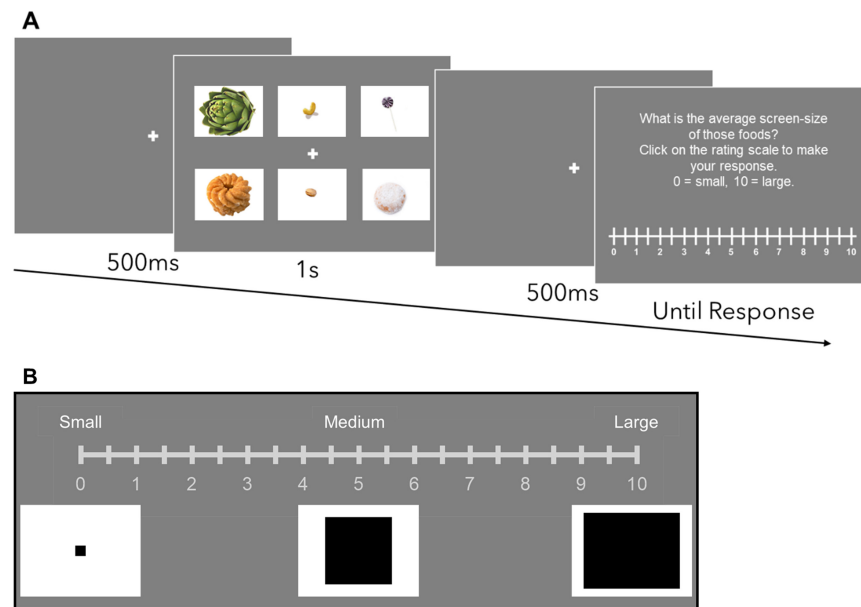 A
500ms
1s
500ms
Until Response
What is the average screen-size
of those foods?
Click on the rating scale to make
your response.
0 = small, 10 = large.
0 1 2 3 4 5 6 7 8 9 10
B
Small Medium Large
0 1 2 3 4 5 6 7 8 9 10